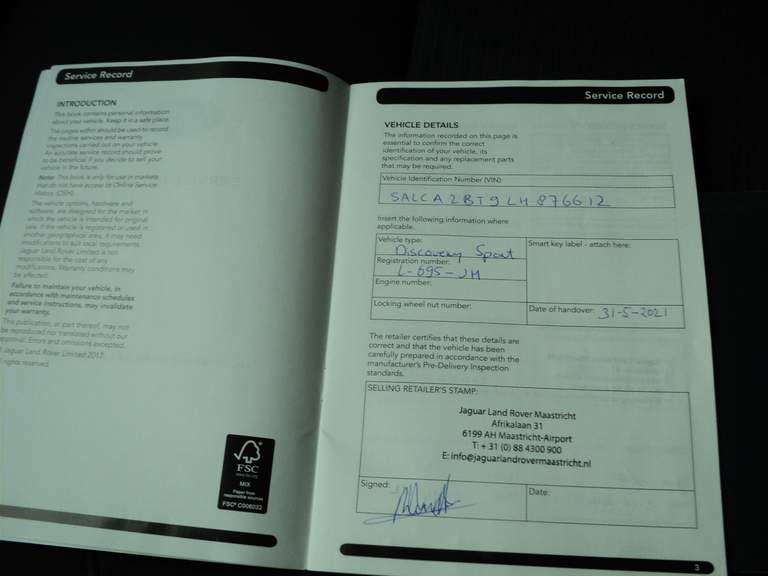 Service Record
INTRODUCTION
This book contains personal information
about your vehicle. Keep it in a safe place.
The pages within should be used to record
the routine services and warranty
inspections carried out on your vehicle.
An accurate service record should prove
to be beneficial if you decide to sell your
vehicle in the future.
Note: This book is only for use in markets
that do not have access to Online Service
History (OSH).
The vehicle options, hardware and
software, are designed for the market in
which the vehicle is intended for original
sale. If the vehicle is registered or used in
another geographical area, it may need
modifications to suit local requirements.
Jaguar Land Rover Limited is not
responsible for the cost of any
modifications. Warranty conditions may
be affected.
Failure to maintain your vehicle, in
accordance with maintenance schedules
and service instructions, may invalidate
your warranty.
This publication, or part thereof, may not
be reproduced nor translated without our
approval. Errors and omissions excepted.
Jaguar Land Rover Limited 2017.
rights reserved.
FSC
www.fsc.org
MIX
Paper from
responsible sources
FSC® C006032
Service Record
VEHICLE DETAILS
The information recorded on this page is
essential to confirm the correct
identification of your vehicle, its
specification and any replacement parts
that may be required.
Vehicle Identification Number (VIN):
SALCA2BT9LH876612
Insert the following information where
applicable.
Vehicle type:
Discovery Sport
Registration number:
L-695-JM
Engine number:
Locking wheel nut number:
Smart key label - attach here:
Date of handover: 31-5-2021
The retailer certifies that these details are
correct and that the vehicle has been
carefully prepared in accordance with the
manufacturer's Pre-Delivery Inspection
standards.
SELLING RETAILER'S STAMP:
Jaguar Land Rover Maastricht
Afrikalaan 31
6199 AH Maastricht-Airport
T: + 31 (0) 88 4300 900
E: info@jaguarlandrovermaastricht.nl
Signed:
Date:
3